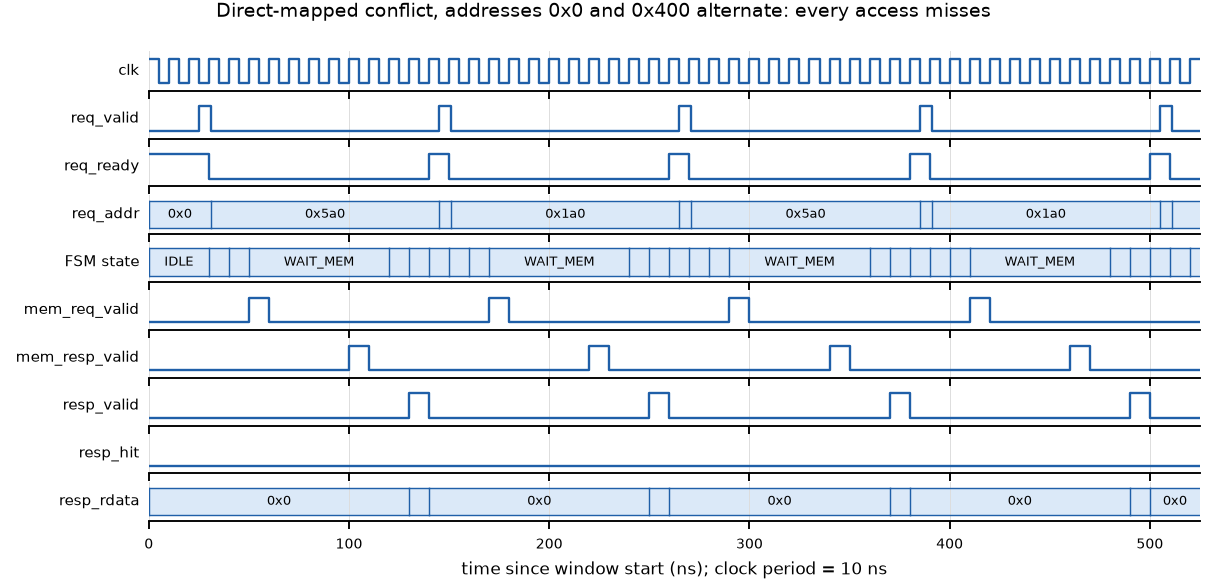 Direct-mapped conflict, addresses 0x0 and 0x400 alternate: every access misses
clk
req_valid
req_ready
req_addr 0x0 0x5a0 0x1a0 0x5a0 0x1a0
FSM state IDLE WAIT_MEM WAIT_MEM WAIT_MEM WAIT_MEM
mem_req_valid
mem_resp_valid
resp_valid
resp_hit
resp_rdata 0x0 0x0 0x0 0x0 0x0
0 100 200 300 400 500
time since window start (ns); clock period = 10 ns